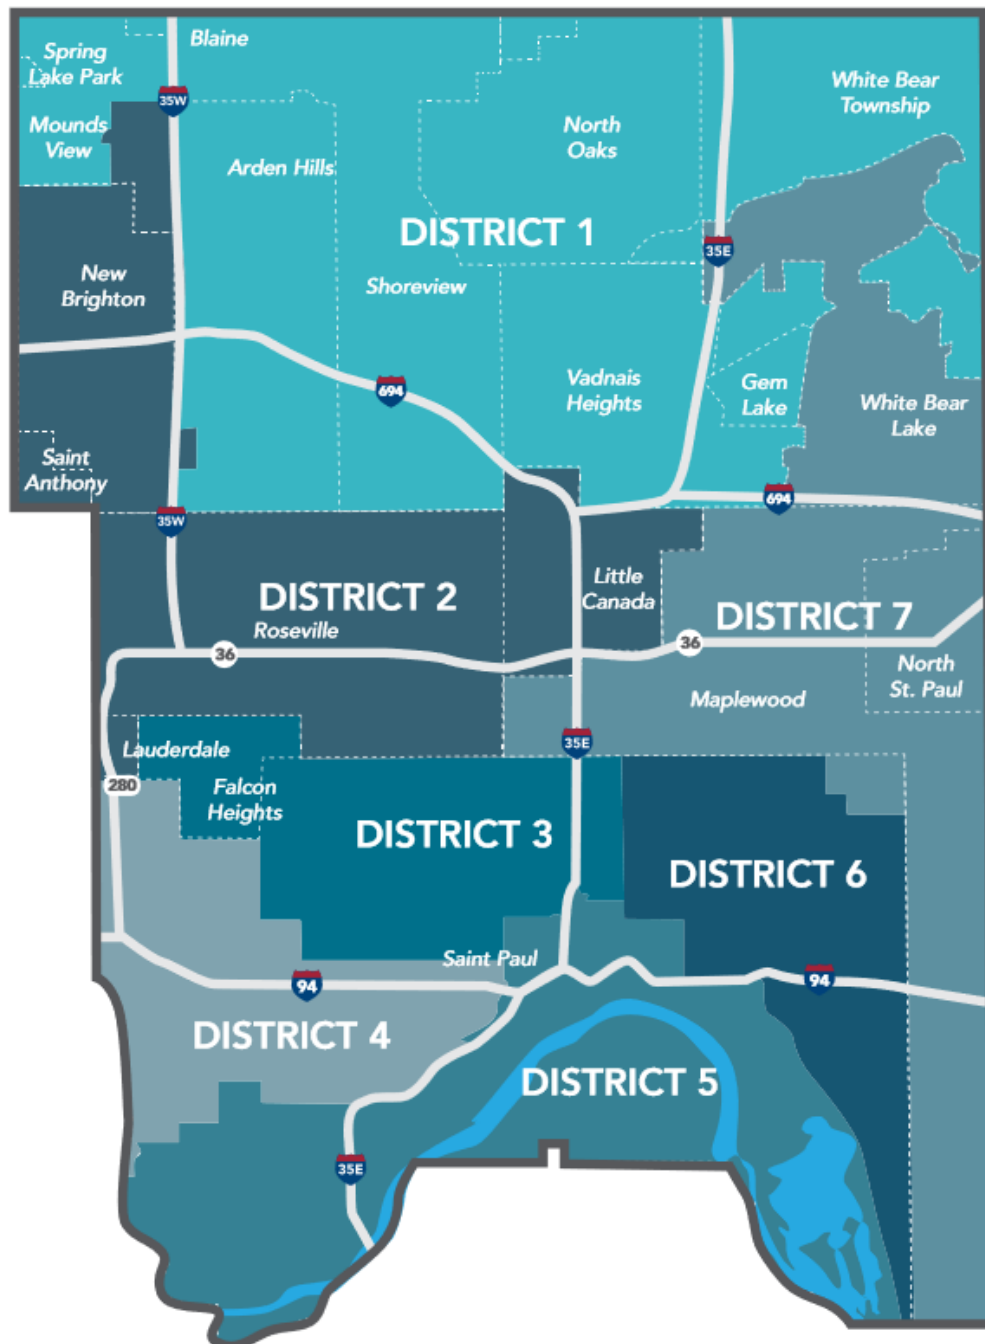 Blaine
Spring
Lake Park
35W
White Bear
Township
Mounds
View
North
Oaks
Arden Hills
DISTRICT 1
35E
New
Brighton
Shoreview
694
Vadnais
Heights
Gem
Lake
White Bear
Lake
Saint
Anthony
694
35W
Little
Canada
DISTRICT 2
DISTRICT 7
Roseville
36
36
North
St. Paul
Maplewood
Lauderdale
35E
280
Falcon
Heights
DISTRICT 3
DISTRICT 6
Saint Paul
94
94
DISTRICT 4
DISTRICT 5
35E